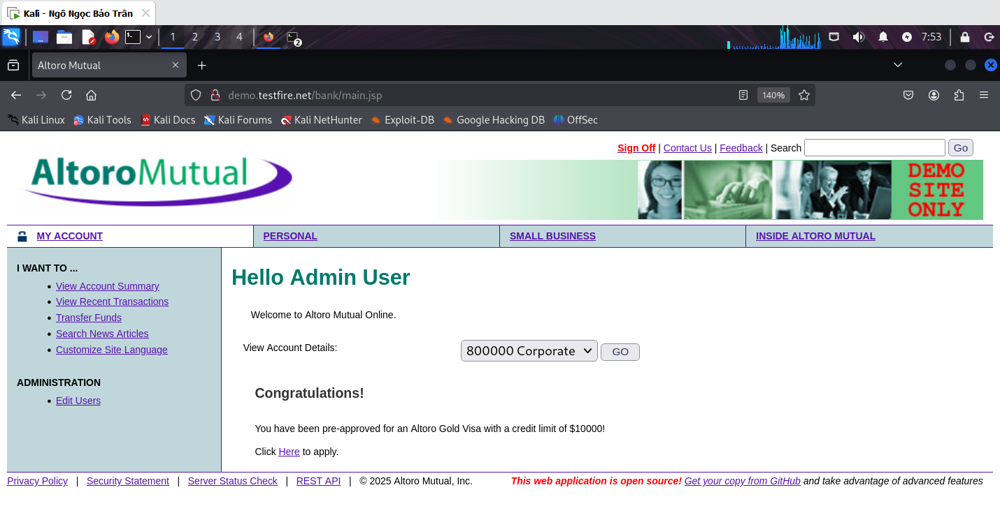 Kali - Ngô Ngọc Bảo Trân
1 2 3 4 2 7:53
Altoro Mutual
demo.testfire.net/bank/main.jsp 140%
Kali Linux Kali Tools Kali Docs Kali Forums Kali NetHunter Exploit-DB Google Hacking DB OffSec
Sign Off | Contact Us | Feedback | Search Go
AltoroMutual
DEMO
SITE
ONLY
MY ACCOUNT PERSONAL SMALL BUSINESS INSIDE ALTORO MUTUAL
I WANT TO ...
• View Account Summary
• View Recent Transactions
• Transfer Funds
• Search News Articles
• Customize Site Language
ADMINISTRATION
• Edit Users
Hello Admin User
Welcome to Altoro Mutual Online.
View Account Details: 800000 Corporate GO
Congratulations!
You have been pre-approved for an Altoro Gold Visa with a credit limit of $10000!
Click Here to apply.
Privacy Policy | Security Statement | Server Status Check | REST API | © 2025 Altoro Mutual, Inc. This web application is open source! Get your copy from GitHub and take advantage of advanced features